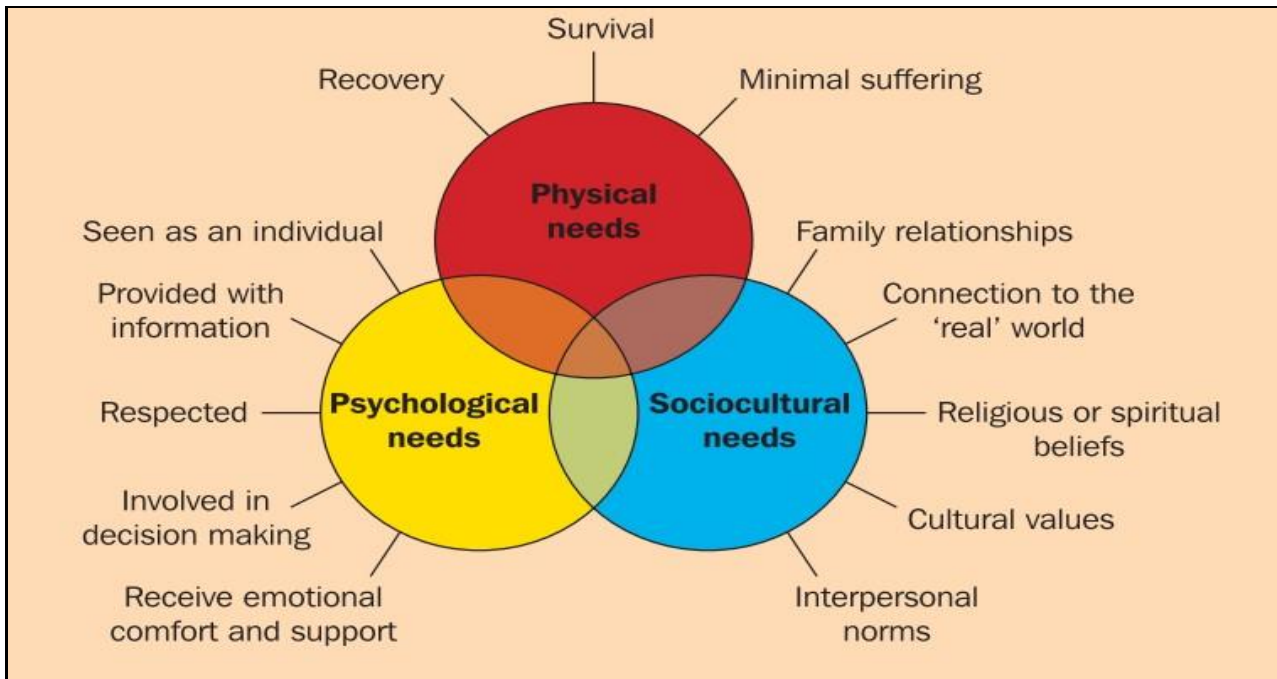 Survival
Recovery
Minimal suffering
Physical
needs
Seen as an individual
Family relationships
Provided with
information
Connection to the
‘real’ world
Psychological
needs
Sociocultural
needs
Respected
Religious or spiritual
beliefs
Involved in
decision making
Cultural values
Receive emotional
comfort and support
Interpersonal
norms